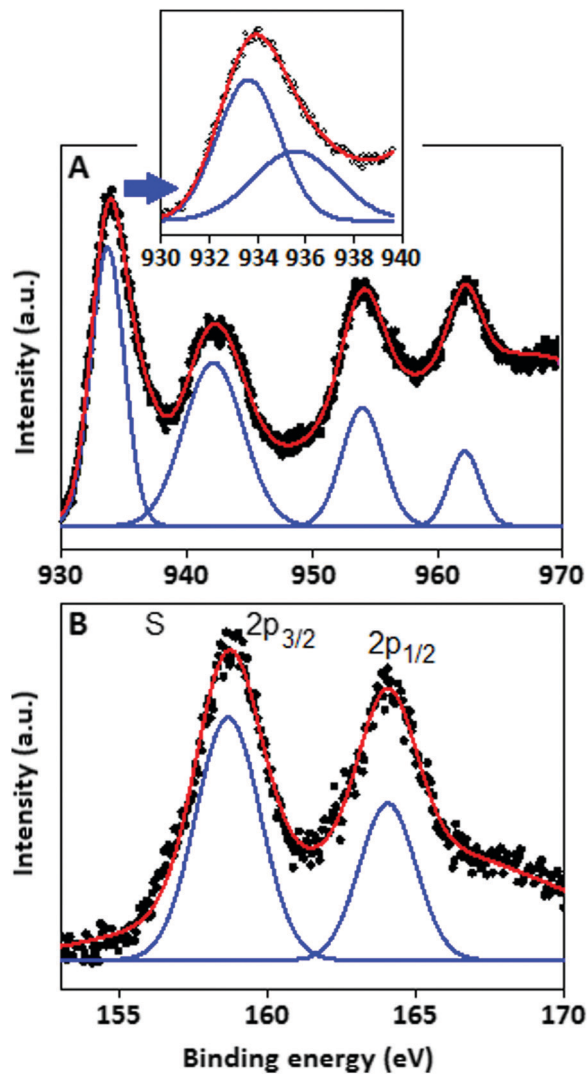 930 932 934 936 938 940
A
Intensity (a.u.)
930 940 950 960 970
B S 2p3/2 2p1/2
Intensity (a.u.)
155 160 165 170
Binding energy (eV)